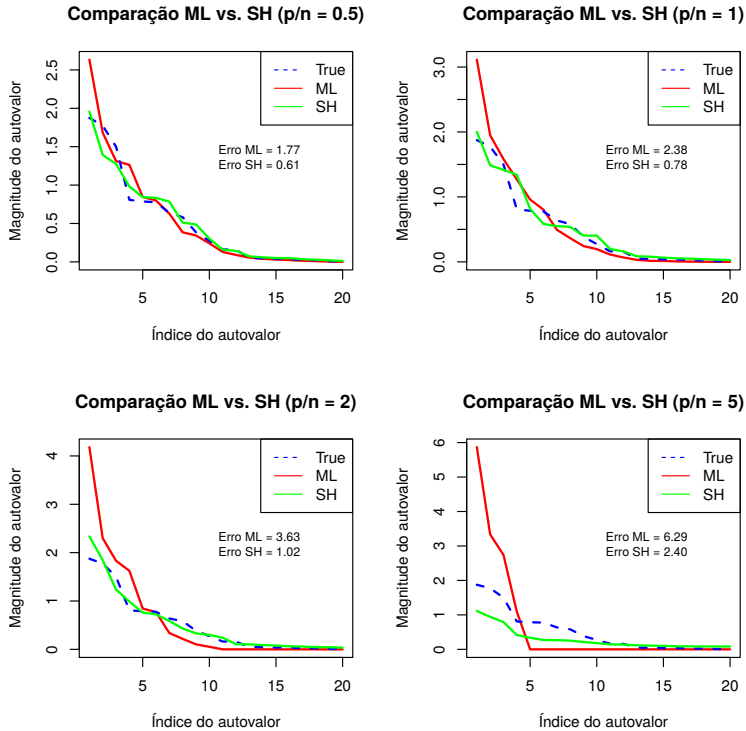 Comparação ML vs. SH (p/n = 0.5)
Magnitude do autovalor
2.5
2.0
1.5
1.0
0.5
0.0
True
ML
SH
Erro ML = 1.77
Erro SH = 0.61
5 10 15 20
Índice do autovalor
Comparação ML vs. SH (p/n = 1)
Magnitude do autovalor
3.0
2.0
1.0
0.0
True
ML
SH
Erro ML = 2.38
Erro SH = 0.78
5 10 15 20
Índice do autovalor
Comparação ML vs. SH (p/n = 2)
Magnitude do autovalor
4
3
2
1
0
True
ML
SH
Erro ML = 3.63
Erro SH = 1.02
5 10 15 20
Índice do autovalor
Comparação ML vs. SH (p/n = 5)
Magnitude do autovalor
6
5
4
3
2
1
0
True
ML
SH
Erro ML = 6.29
Erro SH = 2.40
5 10 15 20
Índice do autovalor